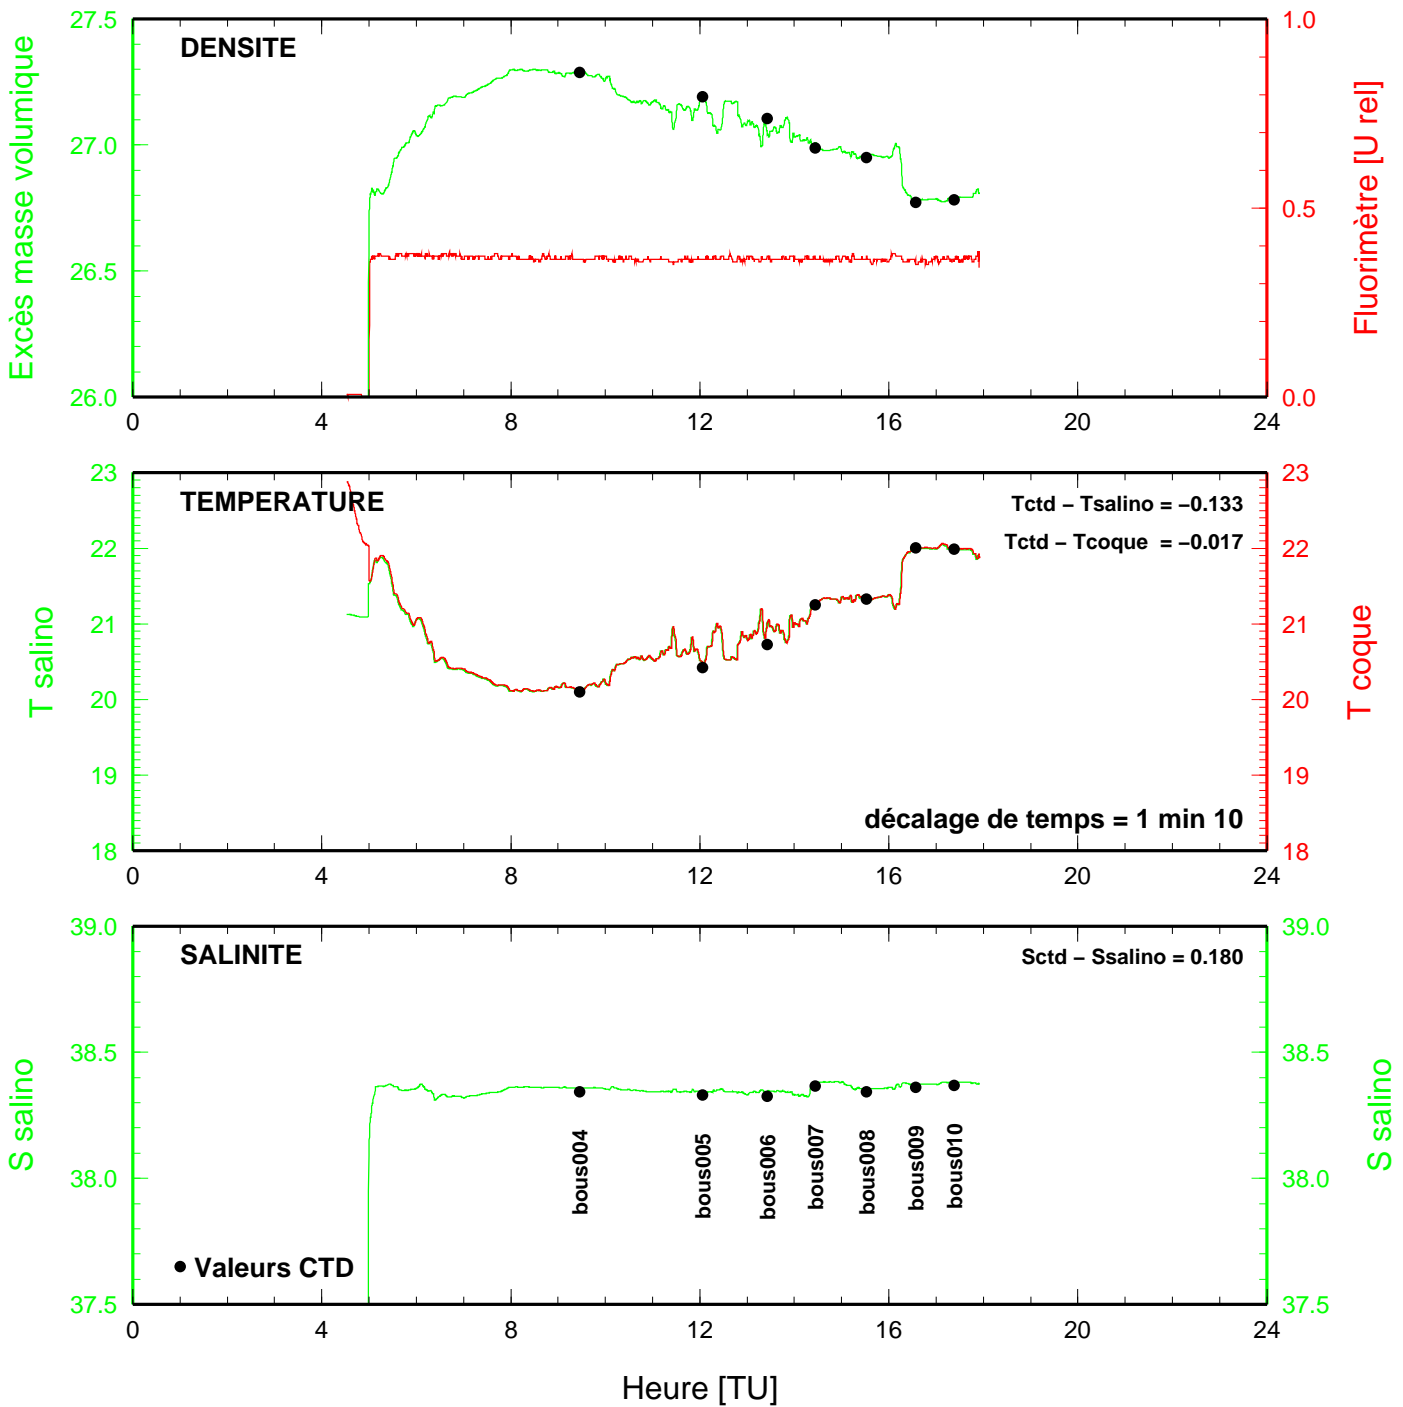 DENSITE
27.5
27.0
26.5
26.0
Excès masse volumique
1.0
0.5
0.0
Fluorimètre [U rel]
0 4 8 12 16 20 24
TEMPERATURE
Tctd − Tsalino = −0.133
Tctd − Tcoque = −0.017
23
22
21
20
19
18
T salino
23
22
21
20
19
18
T coque
décalage de temps = 1 min 10
0 4 8 12 16 20 24
SALINITE
Sctd − Ssalino = 0.180
39.0
38.5
38.0
37.5
S salino
39.0
38.5
38.0
37.5
S salino
bous004
bous005
bous006
bous007
bous008
bous009
bous010
Valeurs CTD
0 4 8 12 16 20 24
Heure [TU]